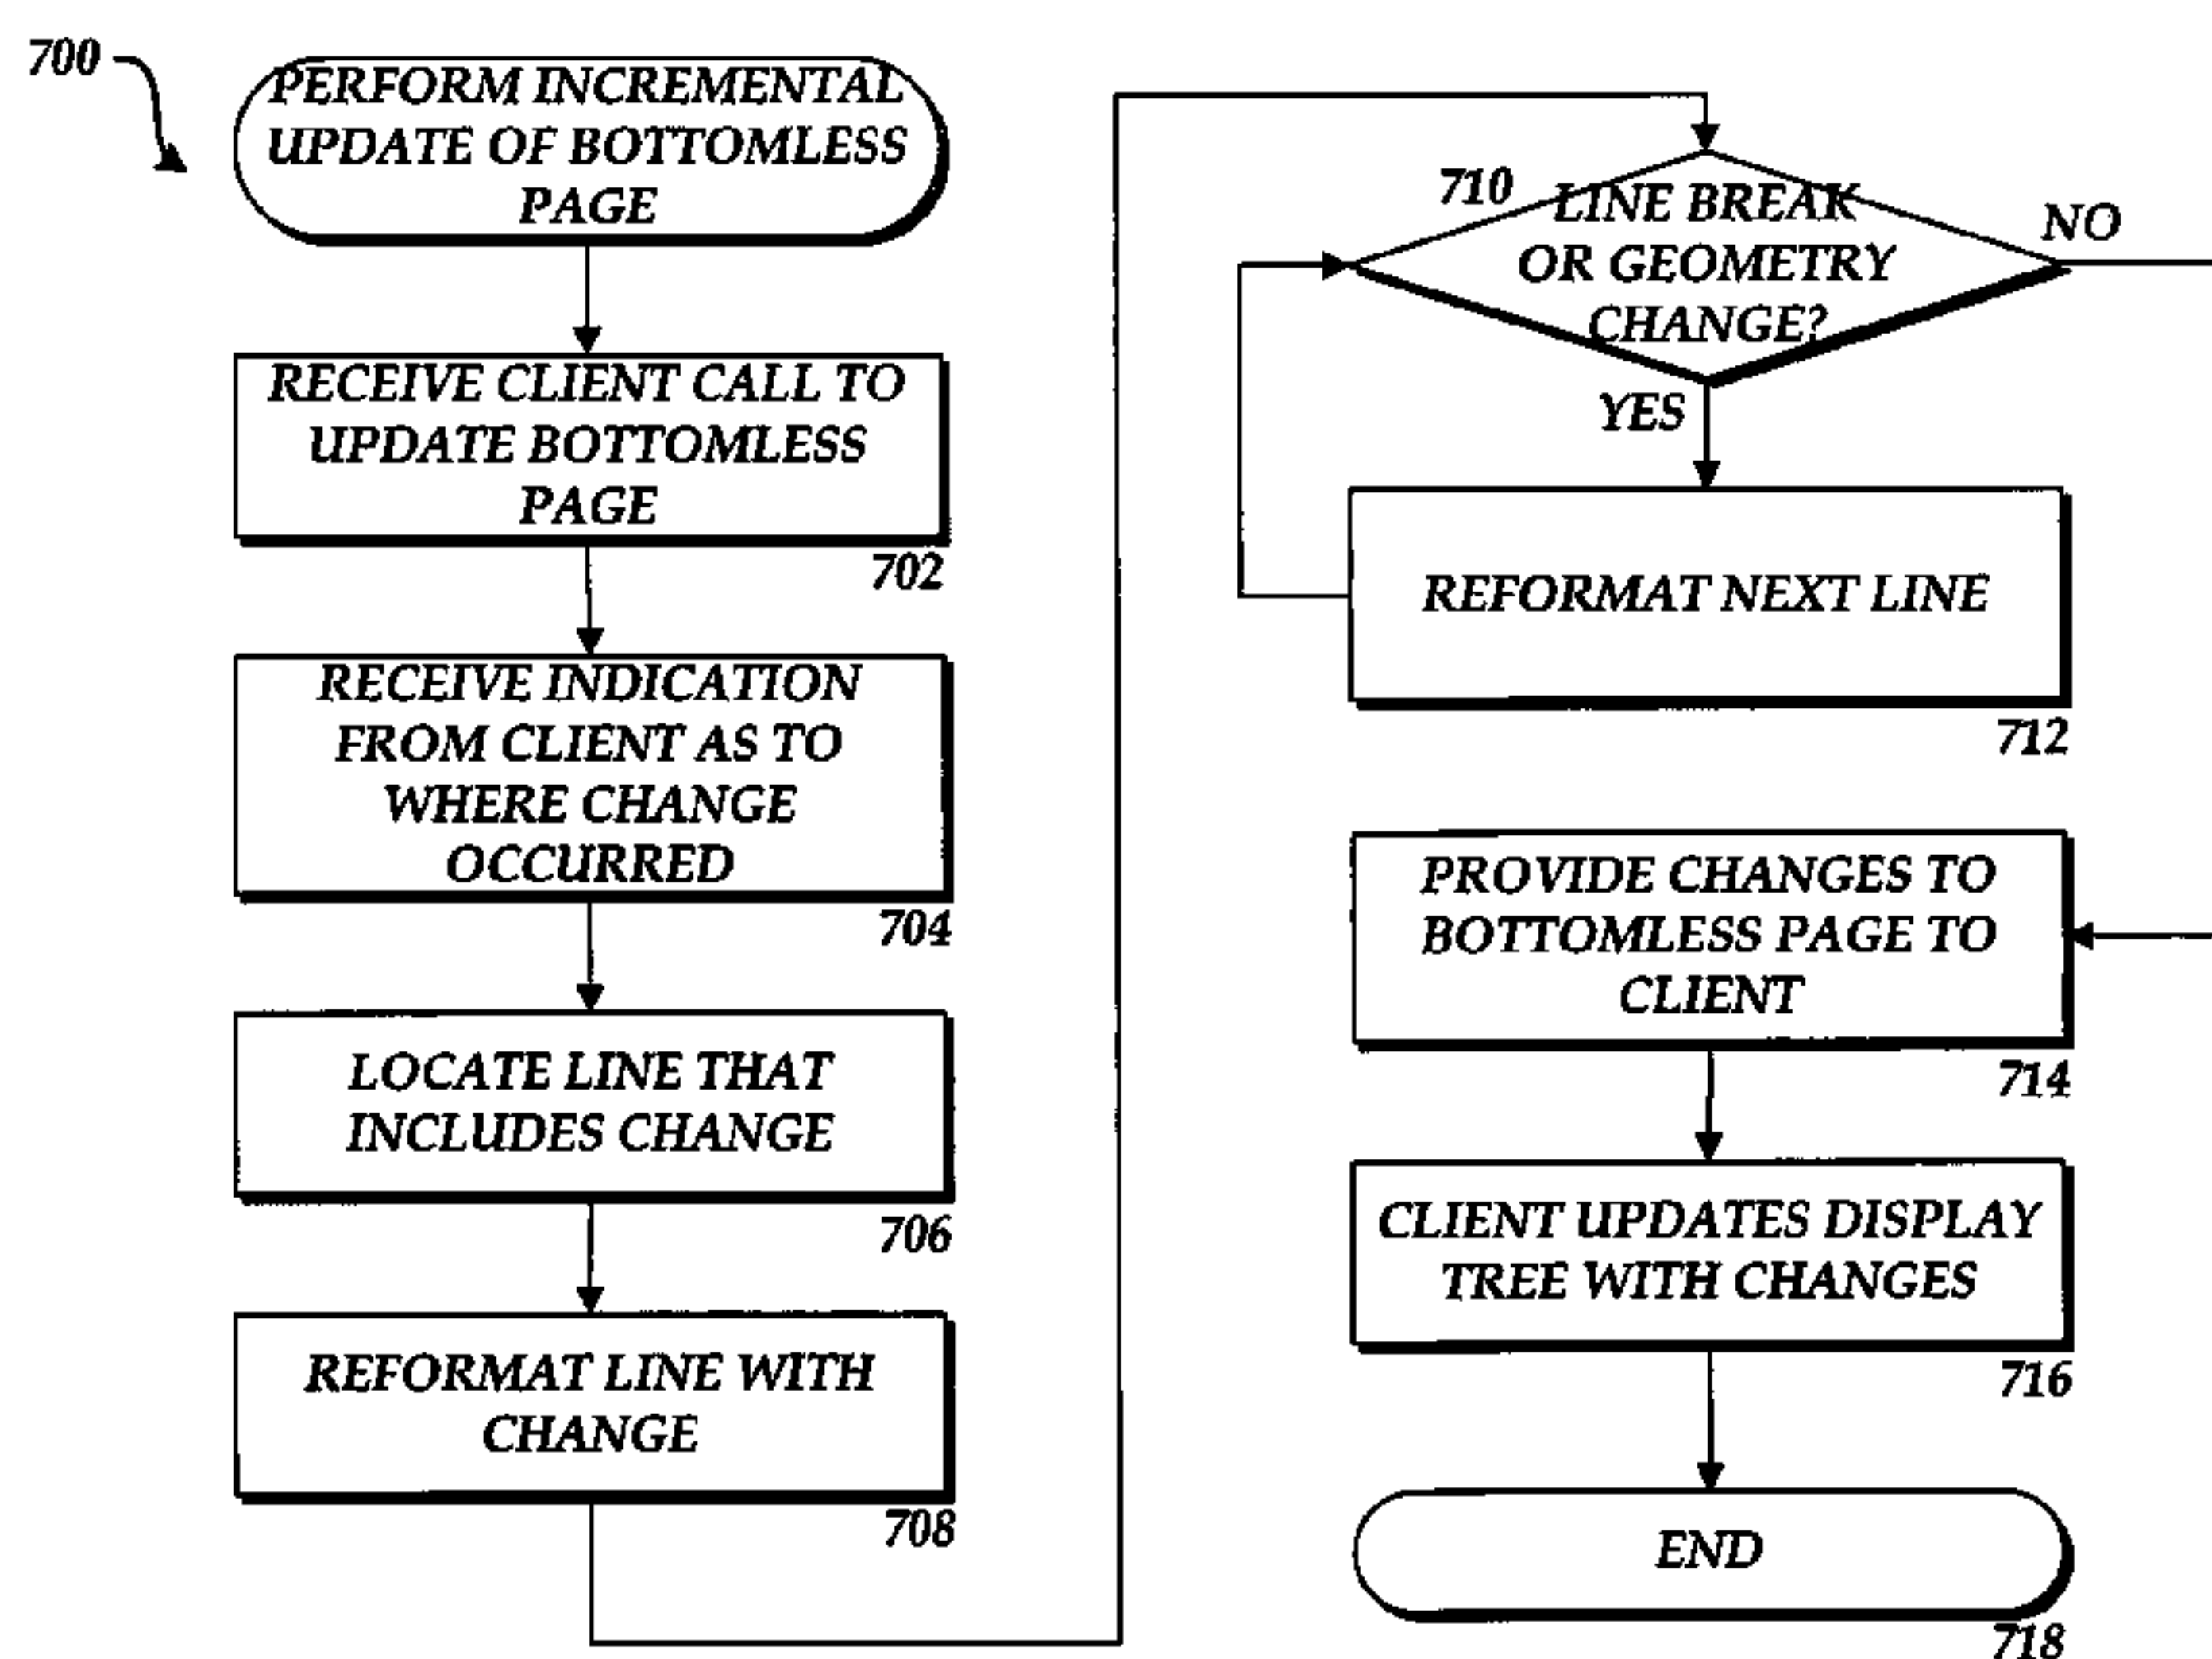 700
PERFORM INCREMENTAL
UPDATE OF BOTTOMLESS
PAGE
RECEIVE CLIENT CALL TO
UPDATE BOTTOMLESS
PAGE
702
RECEIVE INDICATION
FROM CLIENT AS TO
WHERE CHANGE
OCCURRED
704
LOCATE LINE THAT
INCLUDES CHANGE
706
REFORMAT LINE WITH
CHANGE
708
710
LINE BREAK
OR GEOMETRY
CHANGE?
NO
YES
REFORMAT NEXT LINE
712
PROVIDE CHANGES TO
BOTTOMLESS PAGE TO
CLIENT
714
CLIENT UPDATES DISPLAY
TREE WITH CHANGES
716
END
718